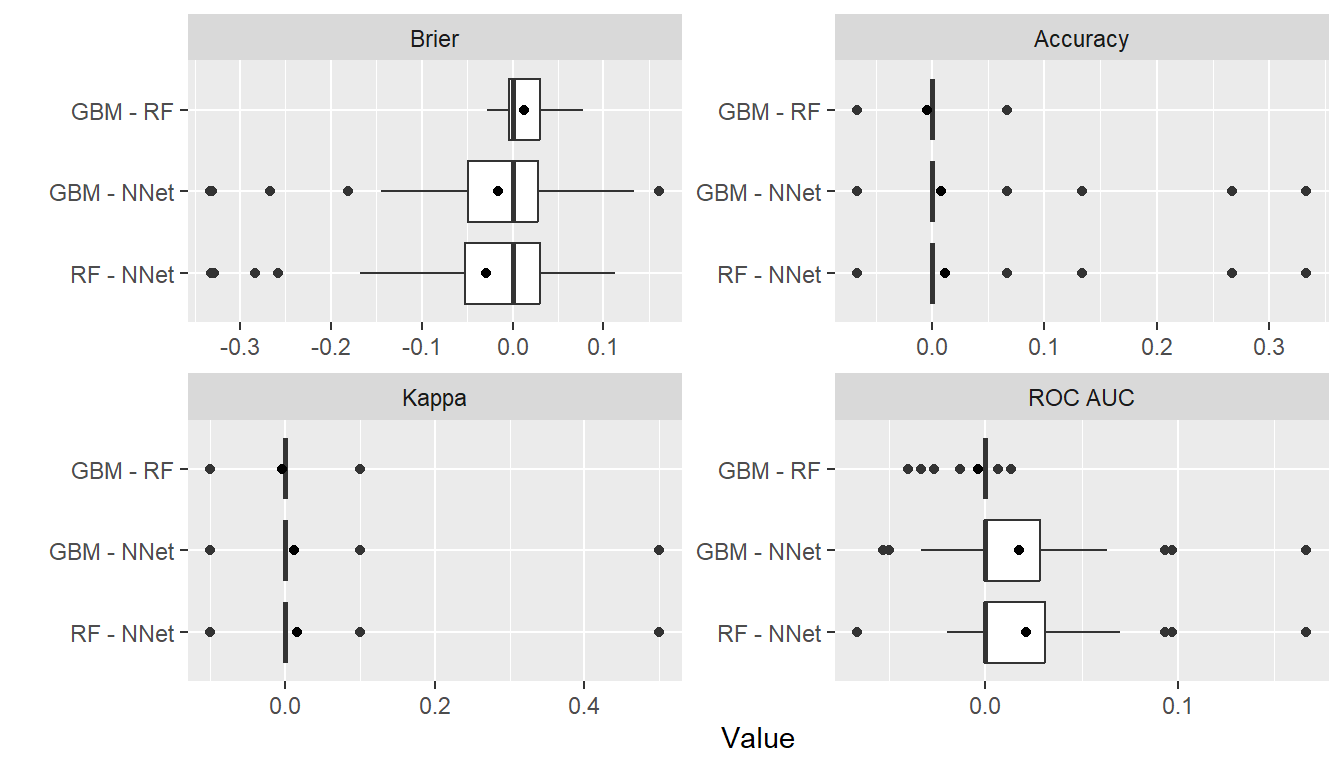 Brier
GBM - RF
GBM - NNet
RF - NNet
-0.3 -0.2 -0.1 0.0 0.1
Accuracy
GBM - RF
GBM - NNet
RF - NNet
0.0 0.1 0.2 0.3
Kappa
GBM - RF
GBM - NNet
RF - NNet
0.0 0.2 0.4
ROC AUC
GBM - RF
GBM - NNet
RF - NNet
0.0 0.1
Value